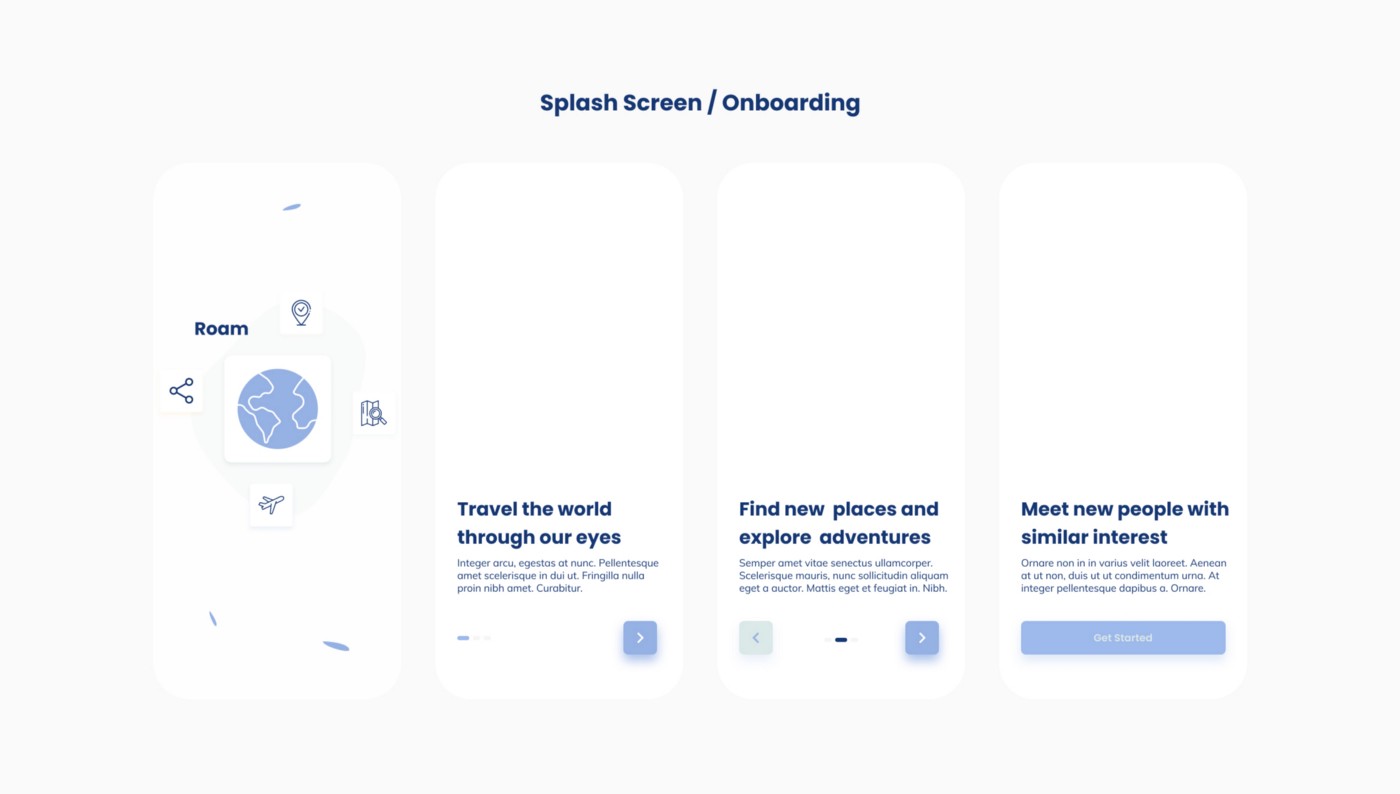 Splash Screen / Onboarding
Roam
Travel the world
through our eyes
Integer arcu, egestas at nunc. Pellentesque
amet scelerisque in dui ut. Fringilla nulla
proin nibh amet. Curabitur.
Find new places and
explore adventures
Semper amet vitae senectus ullamcorper.
Scelerisque mauris, nunc sollicitudin aliquam
eget a auctor. Mattis eget et feugiat in. Nibh.
Meet new people with
similar interest
Ornare non in in varius velit laoreet. Aenean
at ut non, duis ut ut condimentum urna. At
integer pellentesque dapibus a. Ornare.
Get Started